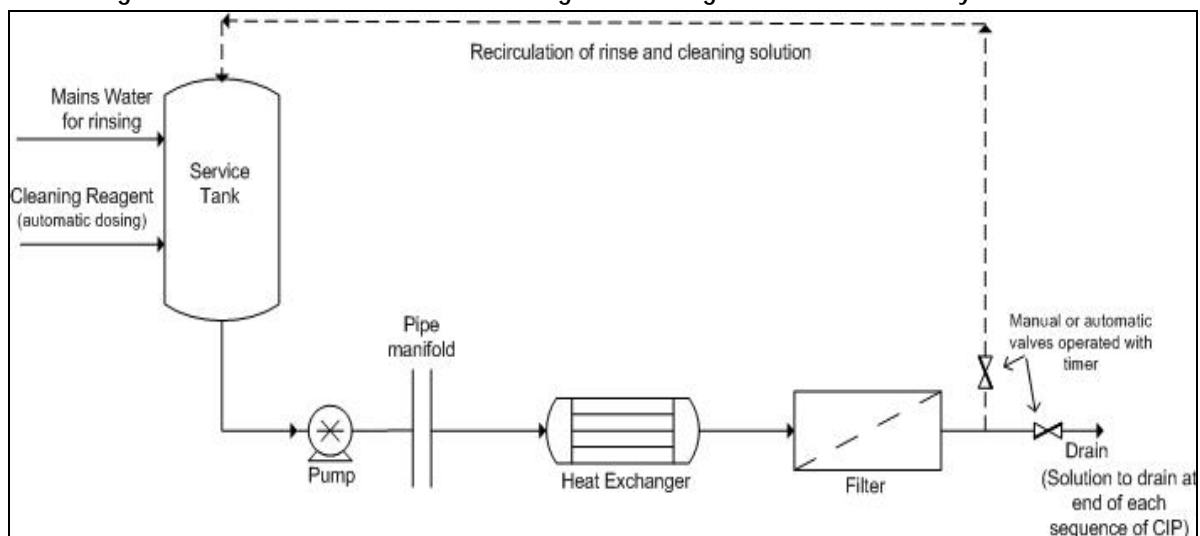 Recirculation of rinse and cleaning solution
Mains Water
for rinsing
Service
Tank
Cleaning Reagent
(automatic dosing)
Pipe
manifold
Manual or automatic
valves operated with
timer
Pump
Heat Exchanger
Filter
Drain
(Solution to drain at
end of each
sequence of CIP)